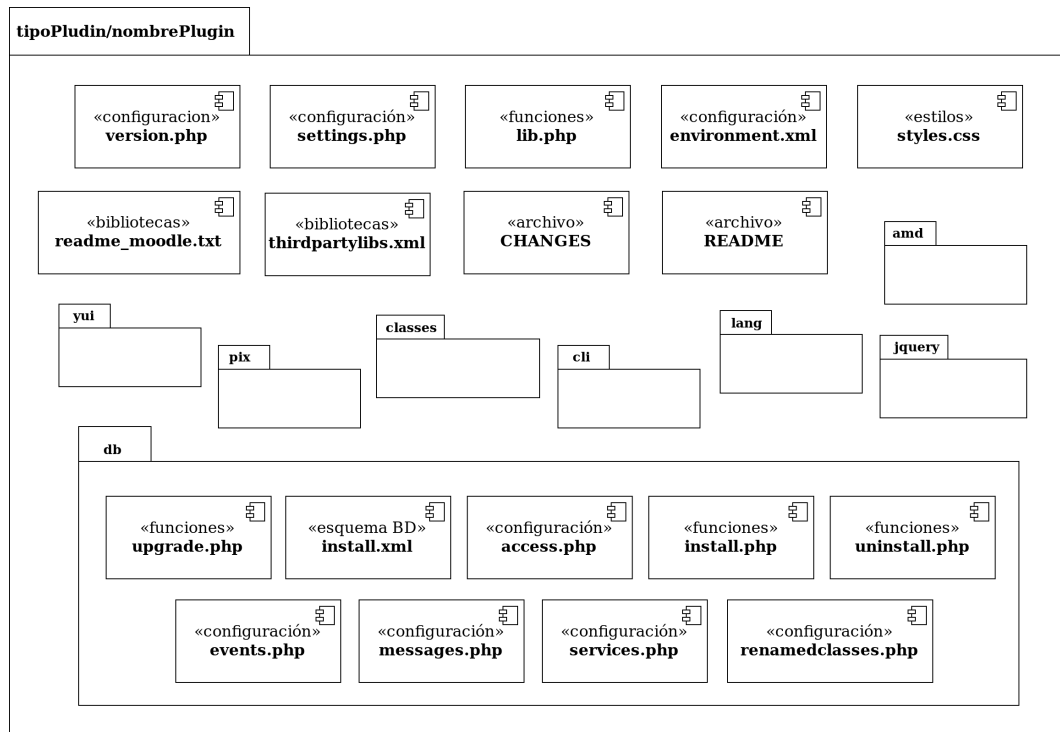 tipoPludin/nombrePlugin
«configuracion»
version.php
«configuración»
settings.php
«funciones»
lib.php
«configuración»
environment.xml
«estilos»
styles.css
«bibliotecas»
readme_moodle.txt
«bibliotecas»
thirdpartylibs.xml
«archivo»
CHANGES
«archivo»
README
amd
yui
pix
classes
cli
lang
jquery
db
«funciones»
upgrade.php
«esquema BD»
install.xml
«configuración»
access.php
«funciones»
install.php
«funciones»
uninstall.php
«configuración»
events.php
«configuración»
messages.php
«configuración»
services.php
«configuración»
renamedclasses.php